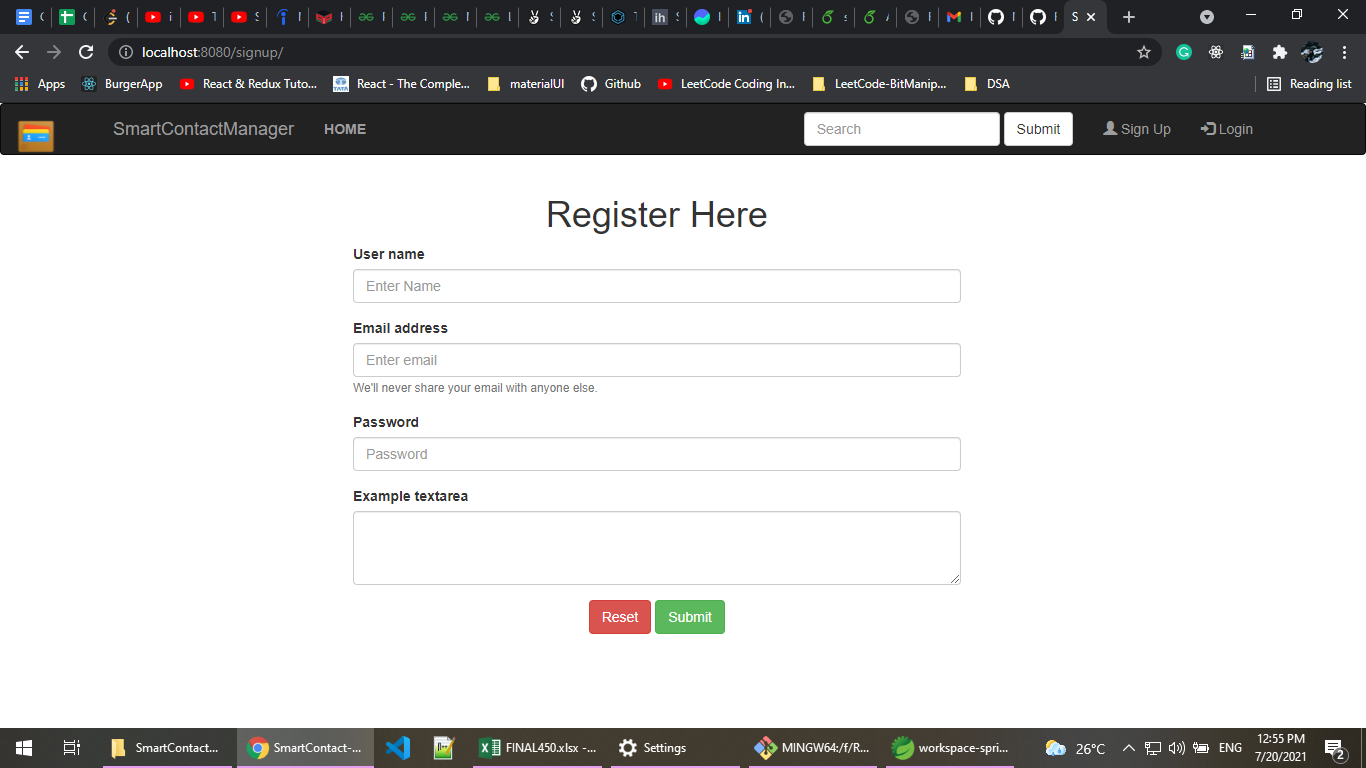 localhost:8080/signup/
Apps BurgerApp React & Redux Tuto... React - The Comple... materialUI Github LeetCode Coding In... LeetCode-BitManip... DSA Reading list
SmartContactManager HOME Search Submit Sign Up Login
Register Here
User name
Enter Name
Email address
Enter email
We'll never share your email with anyone else.
Password
Password
Example textarea
Reset Submit
SmartContact... SmartContact-... FINAL450.xlsx -... Settings MINGW64:/f/R... workspace-spri... 26°C ENG 12:55 PM
7/20/2021 2